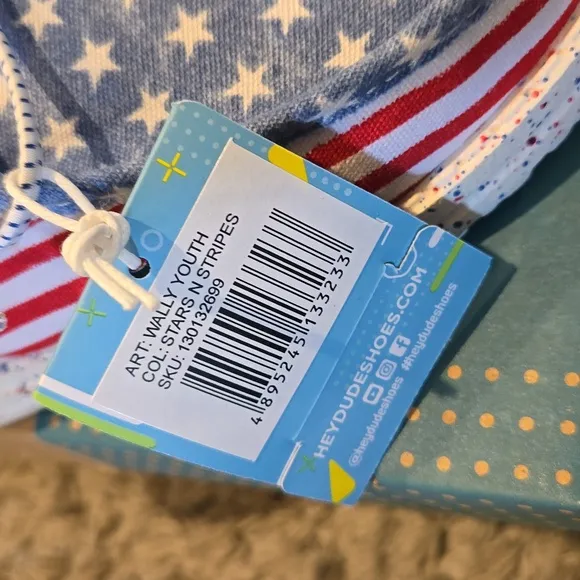 ART: WALLY YOUTH
COL: STARS N STRIPES
SKU: 130132699
4 895245 133233
HEYDUDESHOES.COM
@heydudeshoes #heydudeshoes